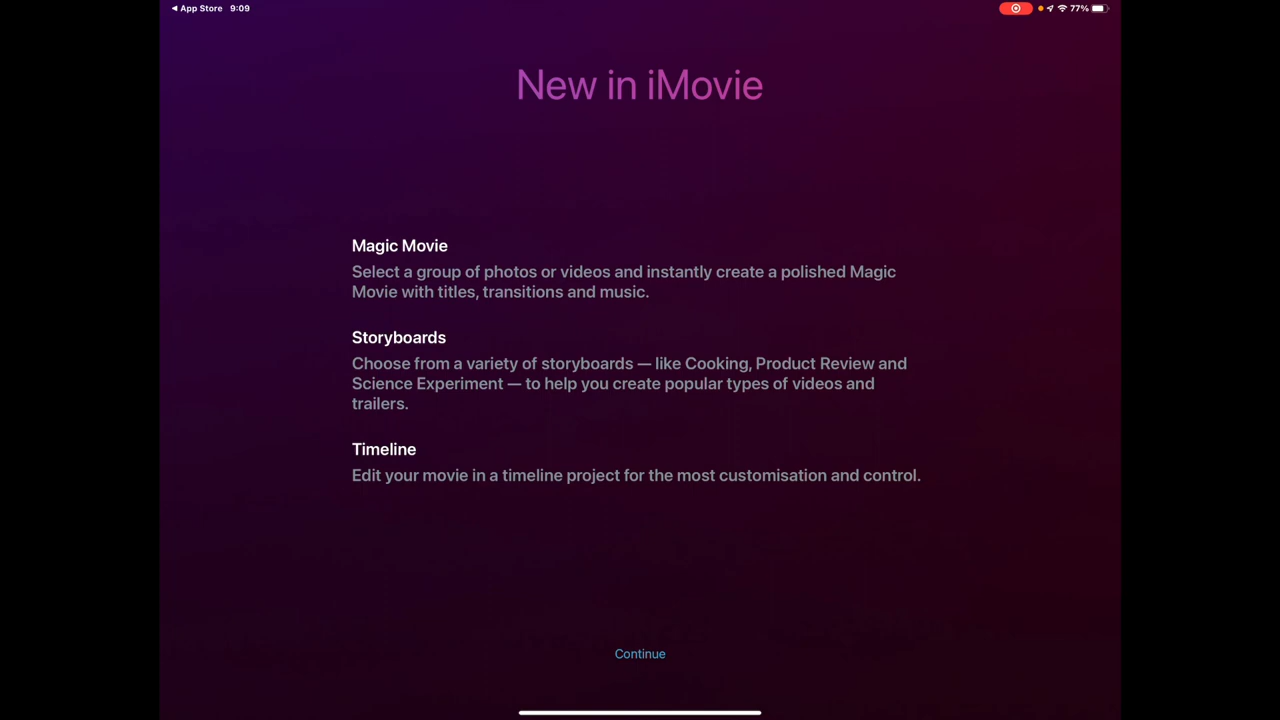 App Store 9:09
77%
New in iMovie
Magic Movie
Select a group of photos or videos and instantly create a polished Magic
Movie with titles, transitions and music.
Storyboards
Choose from a variety of storyboards — like Cooking, Product Review and
Science Experiment — to help you create popular types of videos and
trailers.
Timeline
Edit your movie in a timeline project for the most customisation and control.
Continue